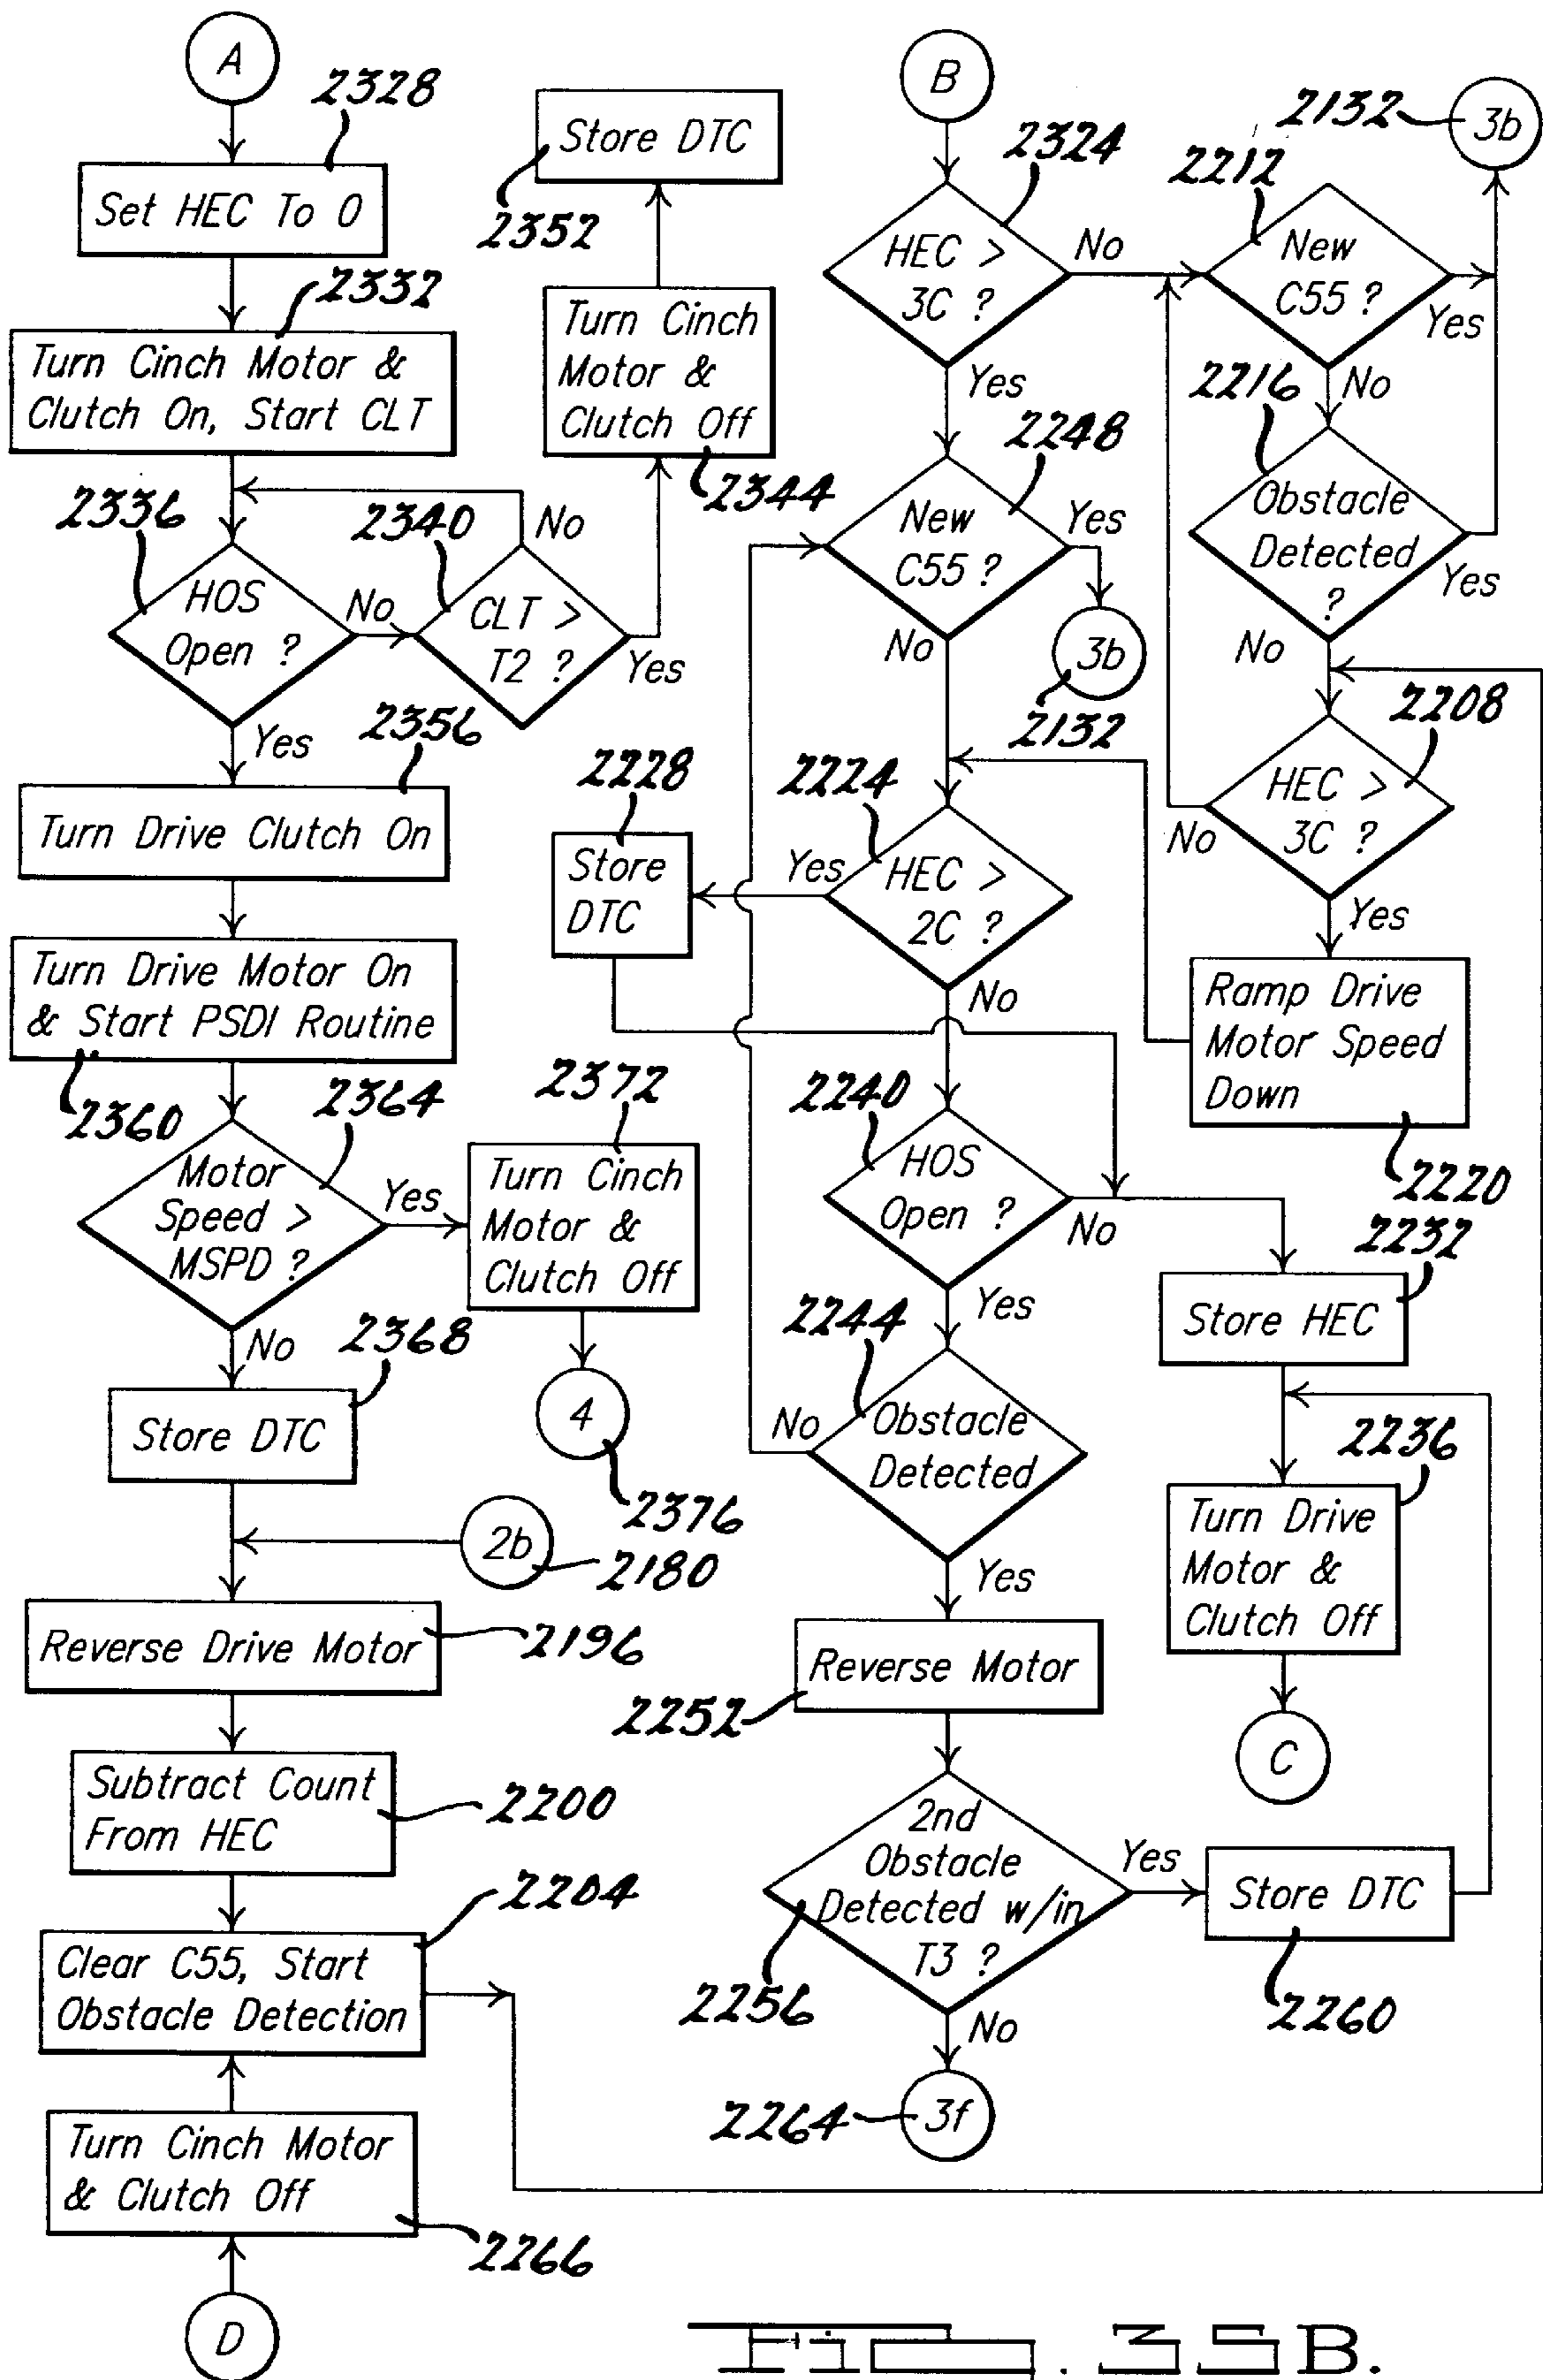 A
2328
Set HEC To 0
2332
Turn Cinch Motor &
Clutch On, Start CLT
2336
HOS
Open ?
No
2340
CLT >
T2 ?
No
Yes
Turn Cinch
Motor &
Clutch Off
2344
Store DTC
2352
Yes
2356
Turn Drive Clutch On
Turn Drive Motor On
& Start PSDI Routine
2360
2364
Motor
Speed >
MSPD ?
Yes
2372
Turn Cinch
Motor &
Clutch Off
4
2376
No
2368
Store DTC
2b
2180
Reverse Drive Motor
2196
Subtract Count
From HEC
2200
2204
Clear C55, Start
Obstacle Detection
Turn Cinch Motor
& Clutch Off
2266
D
B
2324
HEC >
3C ?
No
Yes
2248
New
C55 ?
Yes
3b
2132
No
2224
HEC >
2C ?
Yes
2228
Store
DTC
No
2240
HOS
Open ?
No
Yes
2244
Obstacle
Detected
No
Yes
Reverse Motor
2252
2nd
Obstacle
Detected w/in
T3 ?
2256
Yes
Store DTC
2260
No
2264
3f
2132
3b
2212
New
C55 ?
Yes
No
2216
Obstacle
Detected
?
Yes
No
2208
HEC >
3C ?
No
Yes
Ramp Drive
Motor Speed
Down
2220
2232
Store HEC
2236
Turn Drive
Motor &
Clutch Off
C
FIG. 35B.